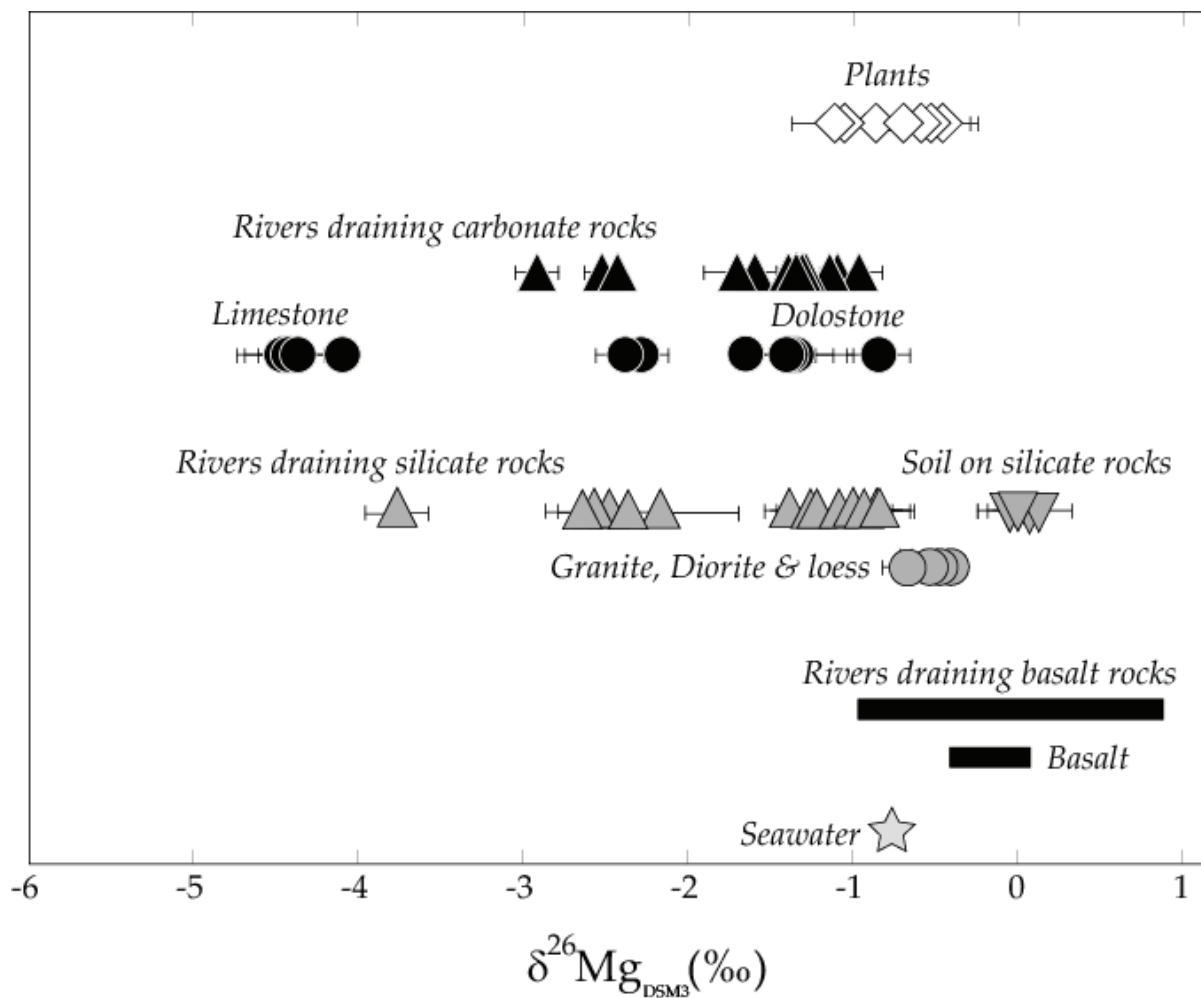 Plants
Rivers draining carbonate rocks
Limestone
Dolostone
Rivers draining silicate rocks
Soil on silicate rocks
Granite, Diorite & loess
Rivers draining basalt rocks
Basalt
Seawater
-6 -5 -4 -3 -2 -1 0 1
δ²⁶Mg_DSM3(‰)